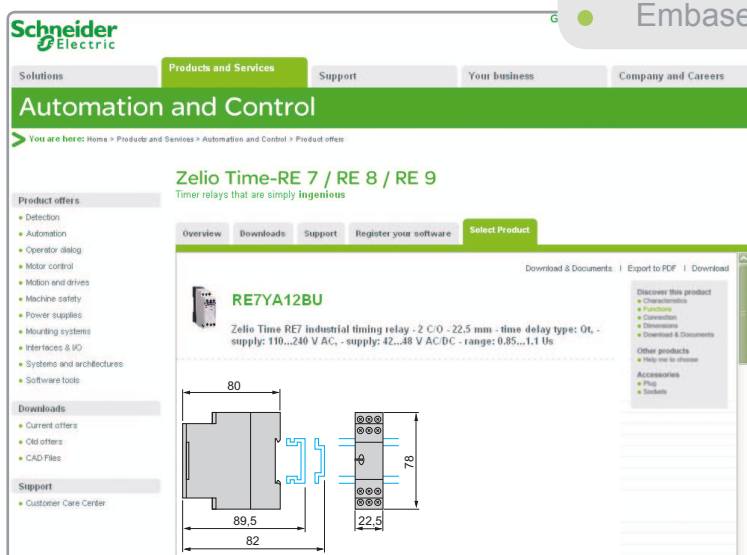 Embase
G
Schneider
Electric
Solutions
Products and Services
Support
Your business
Company and Careers
Automation and Control
You are here: Home > Products and Services > Automation and Control > Product offers
Zelio Time-RE 7 / RE 8 / RE 9
Timer relays that are simply ingenious
Product offers
Detection
Automation
Operator dialog
Motor control
Motion and drives
Machine safety
Power supplies
Mounting systems
Interfaces & I/O
Systems and architectures
Software tools
Downloads
Current offers
Old offers
CAD Files
Support
Customer Care Center
Overview
Downloads
Support
Register your software
Select Product
Download & Documents | Export to PDF | Download
RE7YA12BU
Zelio Time RE7 industrial timing relay - 2 C/O - 22.5 mm - time delay type: Qt, -
supply: 110...240 V AC, - supply: 42...48 V AC/DC - range: 0.85...1.1 Us
Discover this product
Characteristics
Functions
Connection
Dimensions
Download & Documents
Other products
Help me to choose
Accessories
Plug
Sockets
80
78
89,5
22,5
82